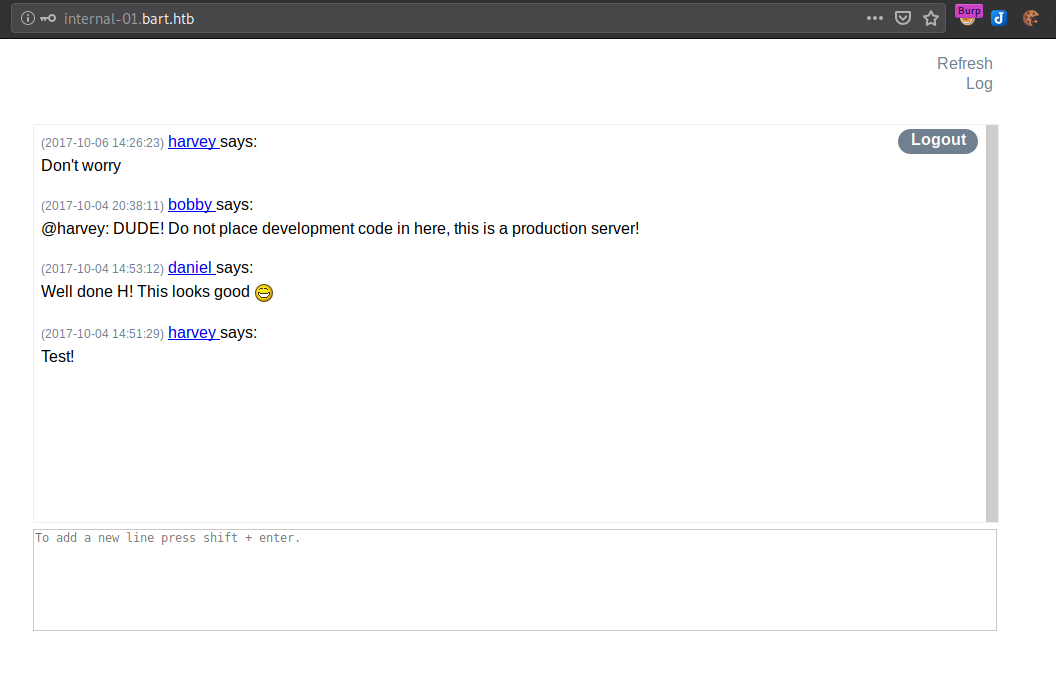 internal-01.bart.htb
Burp
Refresh
Log
(2017-10-06 14:26:23) harvey says:
Logout
Don't worry
(2017-10-04 20:38:11) bobby says:
@harvey: DUDE! Do not place development code in here, this is a production server!
(2017-10-04 14:53:12) daniel says:
Well done H! This looks good
(2017-10-04 14:51:29) harvey says:
Test!
To add a new line press shift + enter.